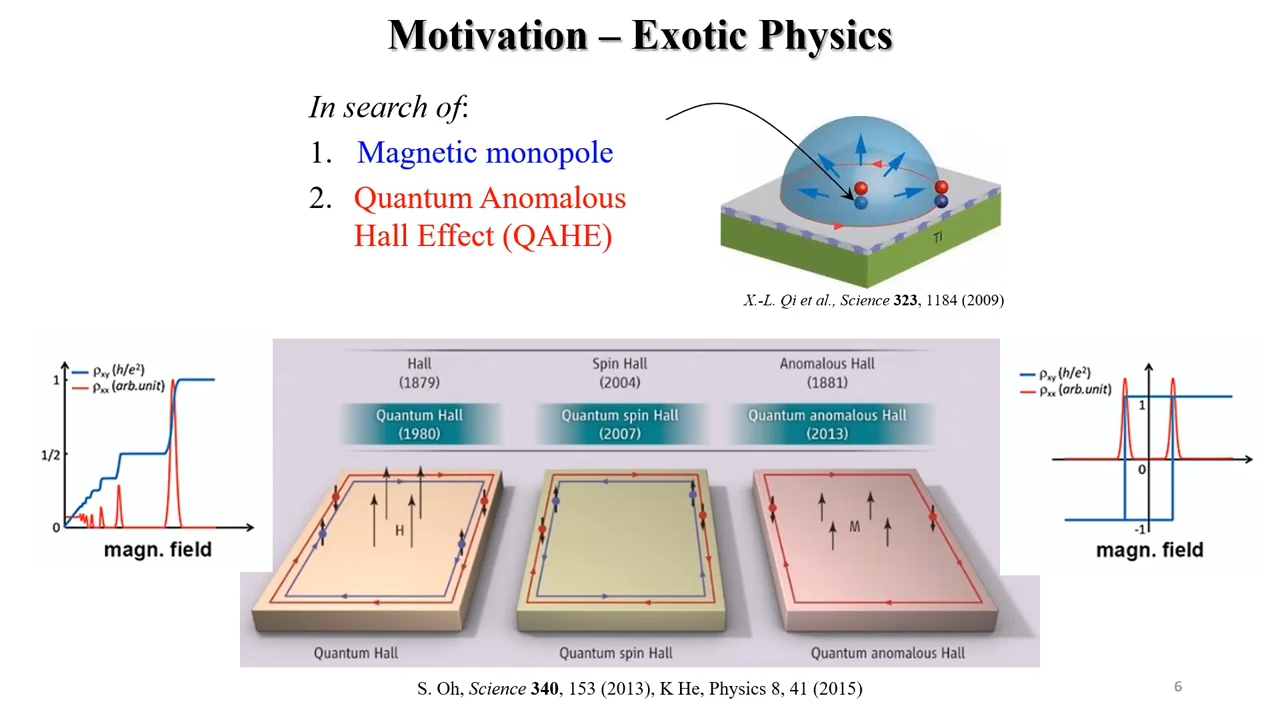 Motivation – Exotic Physics
In search of:
1. Magnetic monopole
2. Quantum Anomalous
Hall Effect (QAHE)
TI
X.-L. Qi et al., Science 323, 1184 (2009)
ρxy (h/e²)
ρxx (arb.unit)
1
1/2
0
magn. field
Hall
(1879)
Spin Hall
(2004)
Anomalous Hall
(1881)
Quantum Hall
(1980)
Quantum spin Hall
(2007)
Quantum anomalous Hall
(2013)
H
M
Quantum Hall
Quantum spin Hall
Quantum anomalous Hall
ρxy (h/e²)
ρxx (arb.unit)
1
0
-1
magn. field
S. Oh, Science 340, 153 (2013), K He, Physics 8, 41 (2015)
6